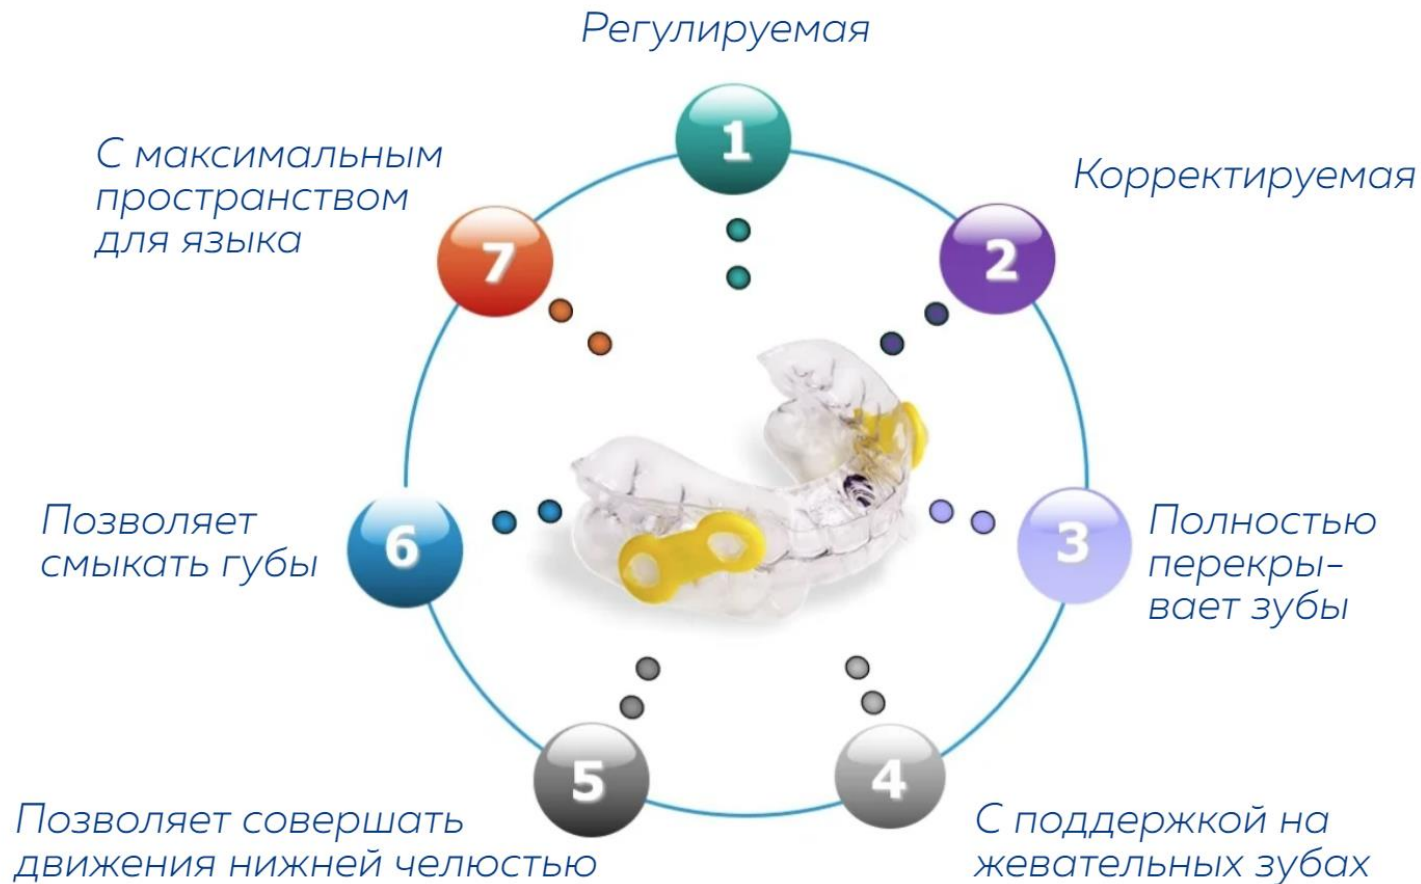 Регулируемая
1
Корректируемая
2
Полностью
перекры-
вает зубы
3
С поддержкой на
жевательных зубах
4
Позволяет совершать
движения нижней челюстью
5
Позволяет
смыкать губы
6
С максимальным
пространством
для языка
7